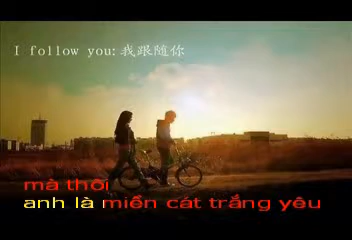 I follow you:我跟随你
mà thôi
anh là miền cát trắng yêu